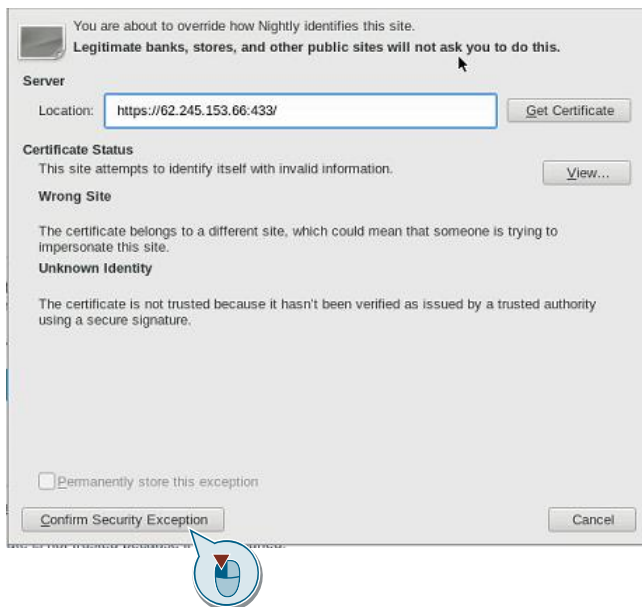 You are about to override how Nightly identifies this site.
Legitimate banks, stores, and other public sites will not ask you to do this.
Server
Location: https://62.245.153.66:433/ Get Certificate
Certificate Status
This site attempts to identify itself with invalid information.
View...
Wrong Site
The certificate belongs to a different site, which could mean that someone is trying to
impersonate this site.
Unknown Identity
The certificate is not trusted because it hasn't been verified as issued by a trusted authority
using a secure signature.
Permanently store this exception
Confirm Security Exception Cancel